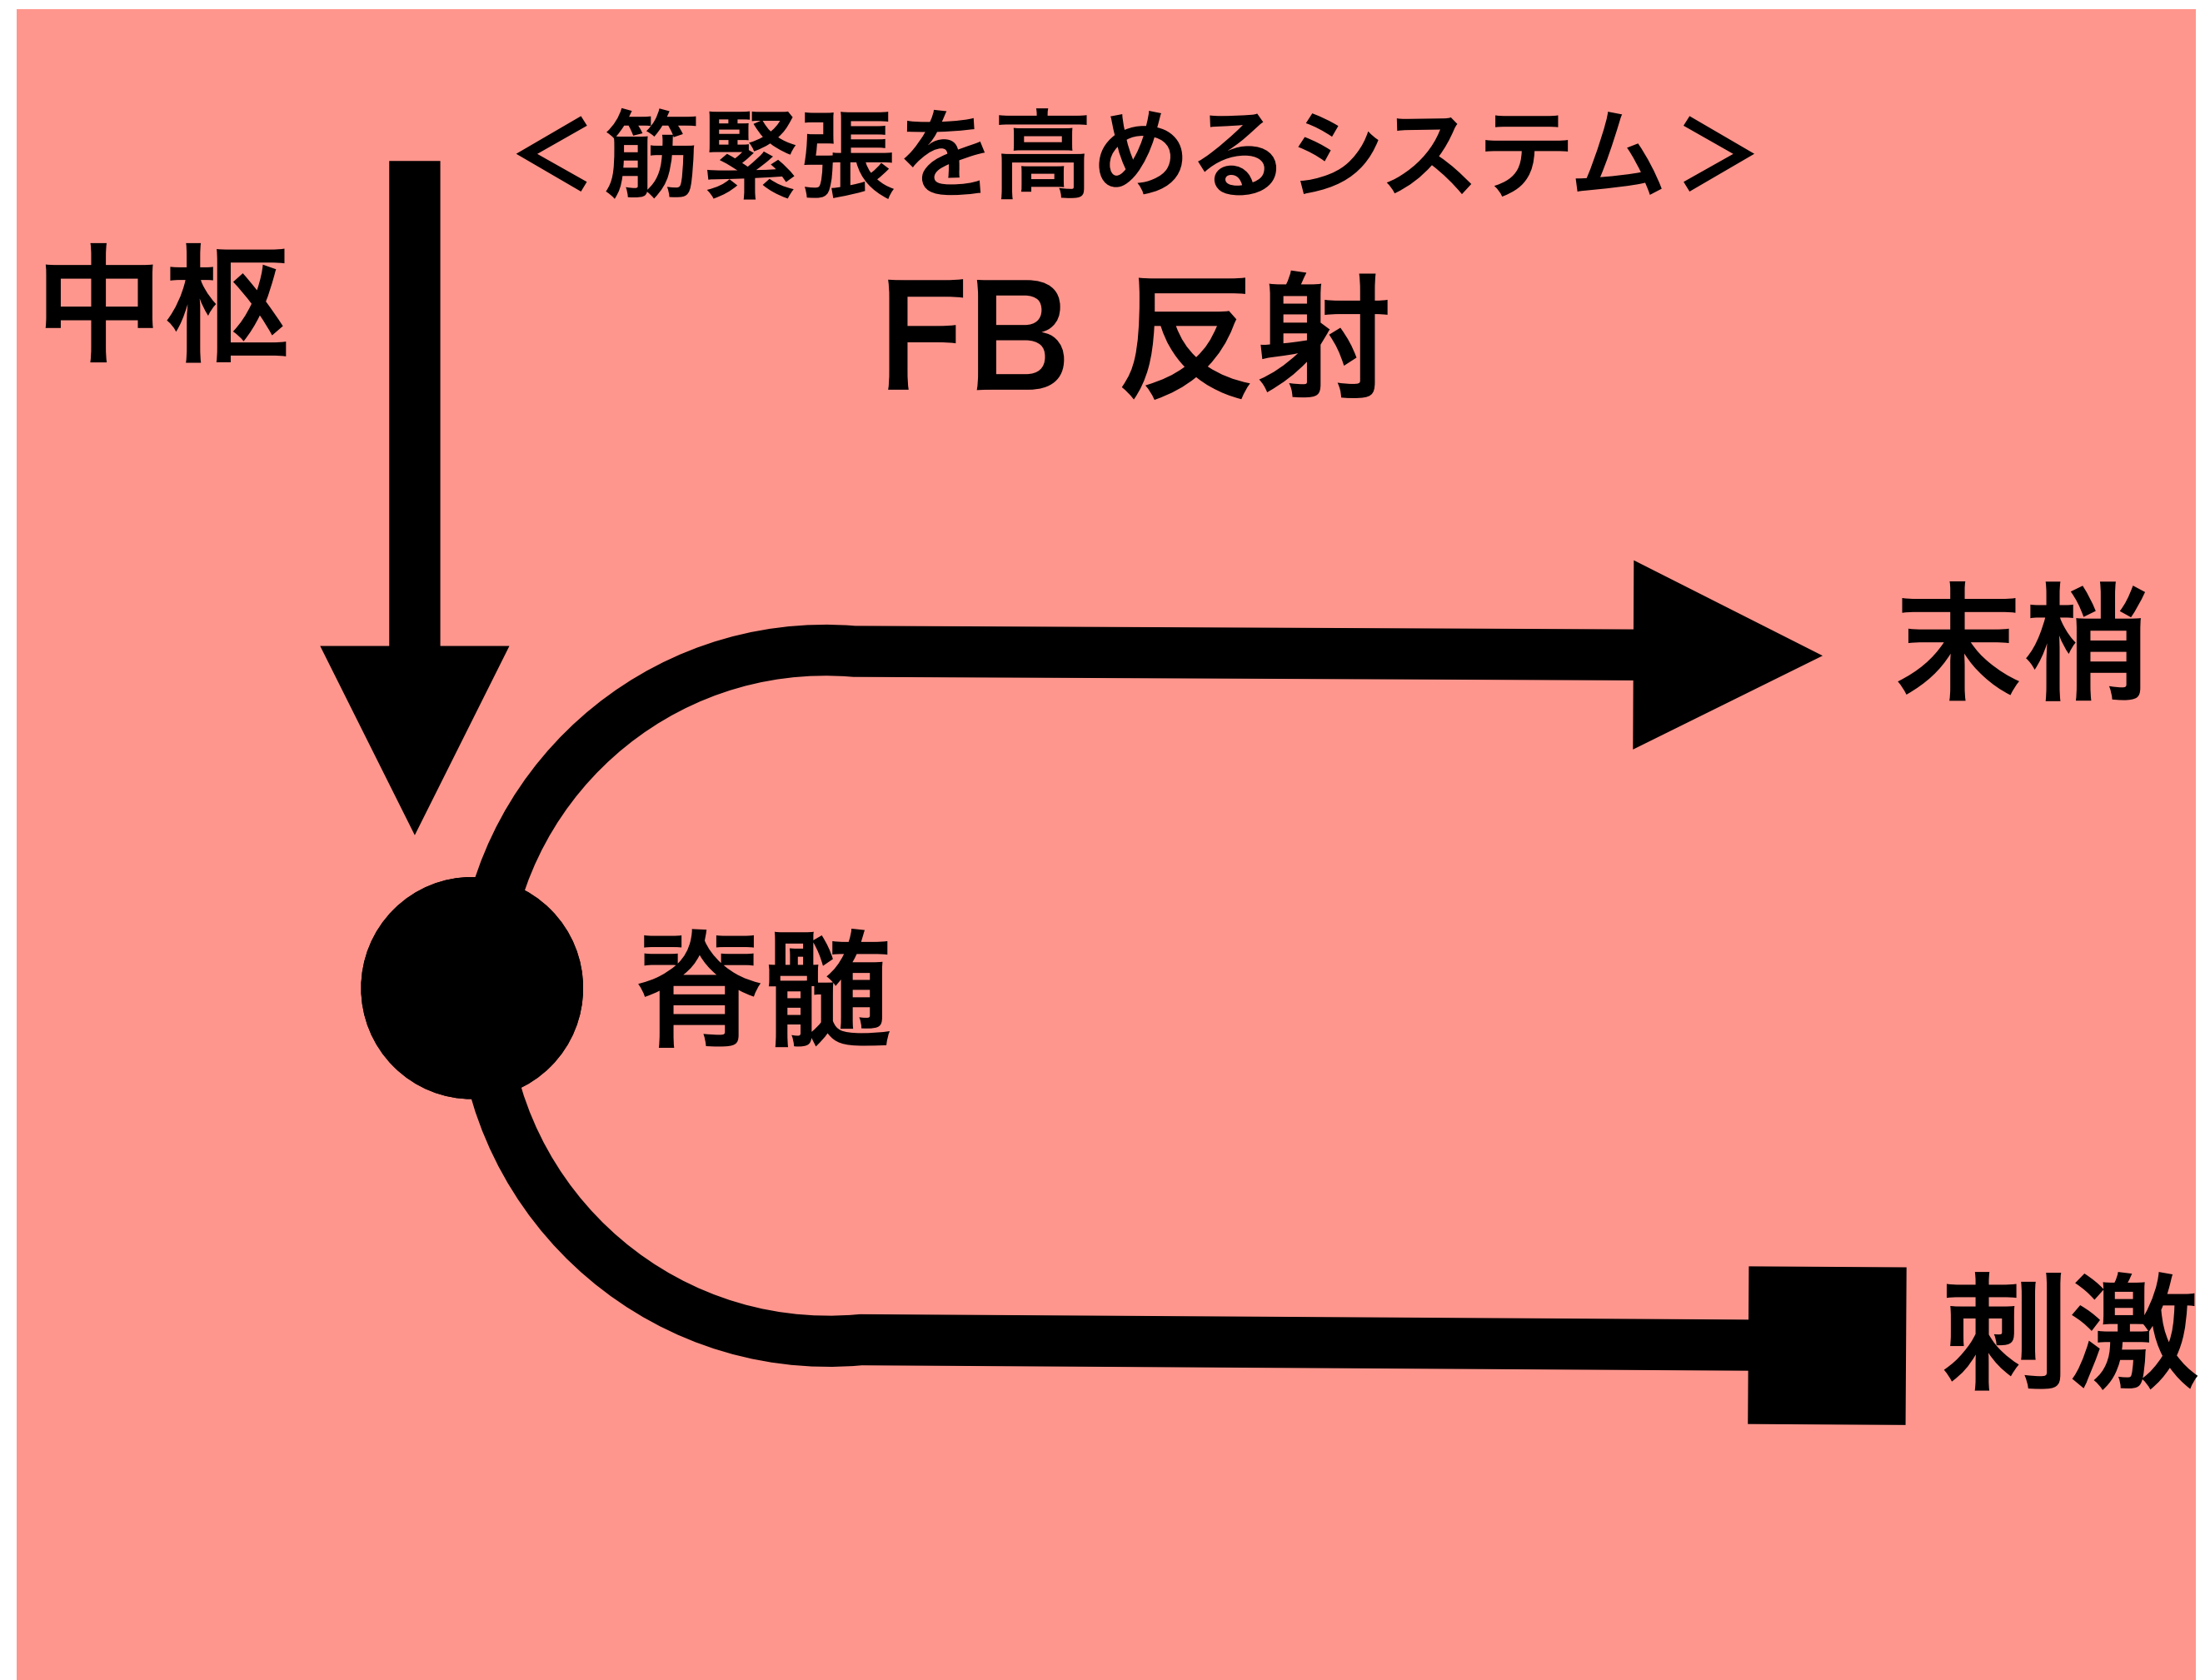 ＜筋緊張を高めるシステム＞
中枢
FB 反射
末梢
脊髄
刺激